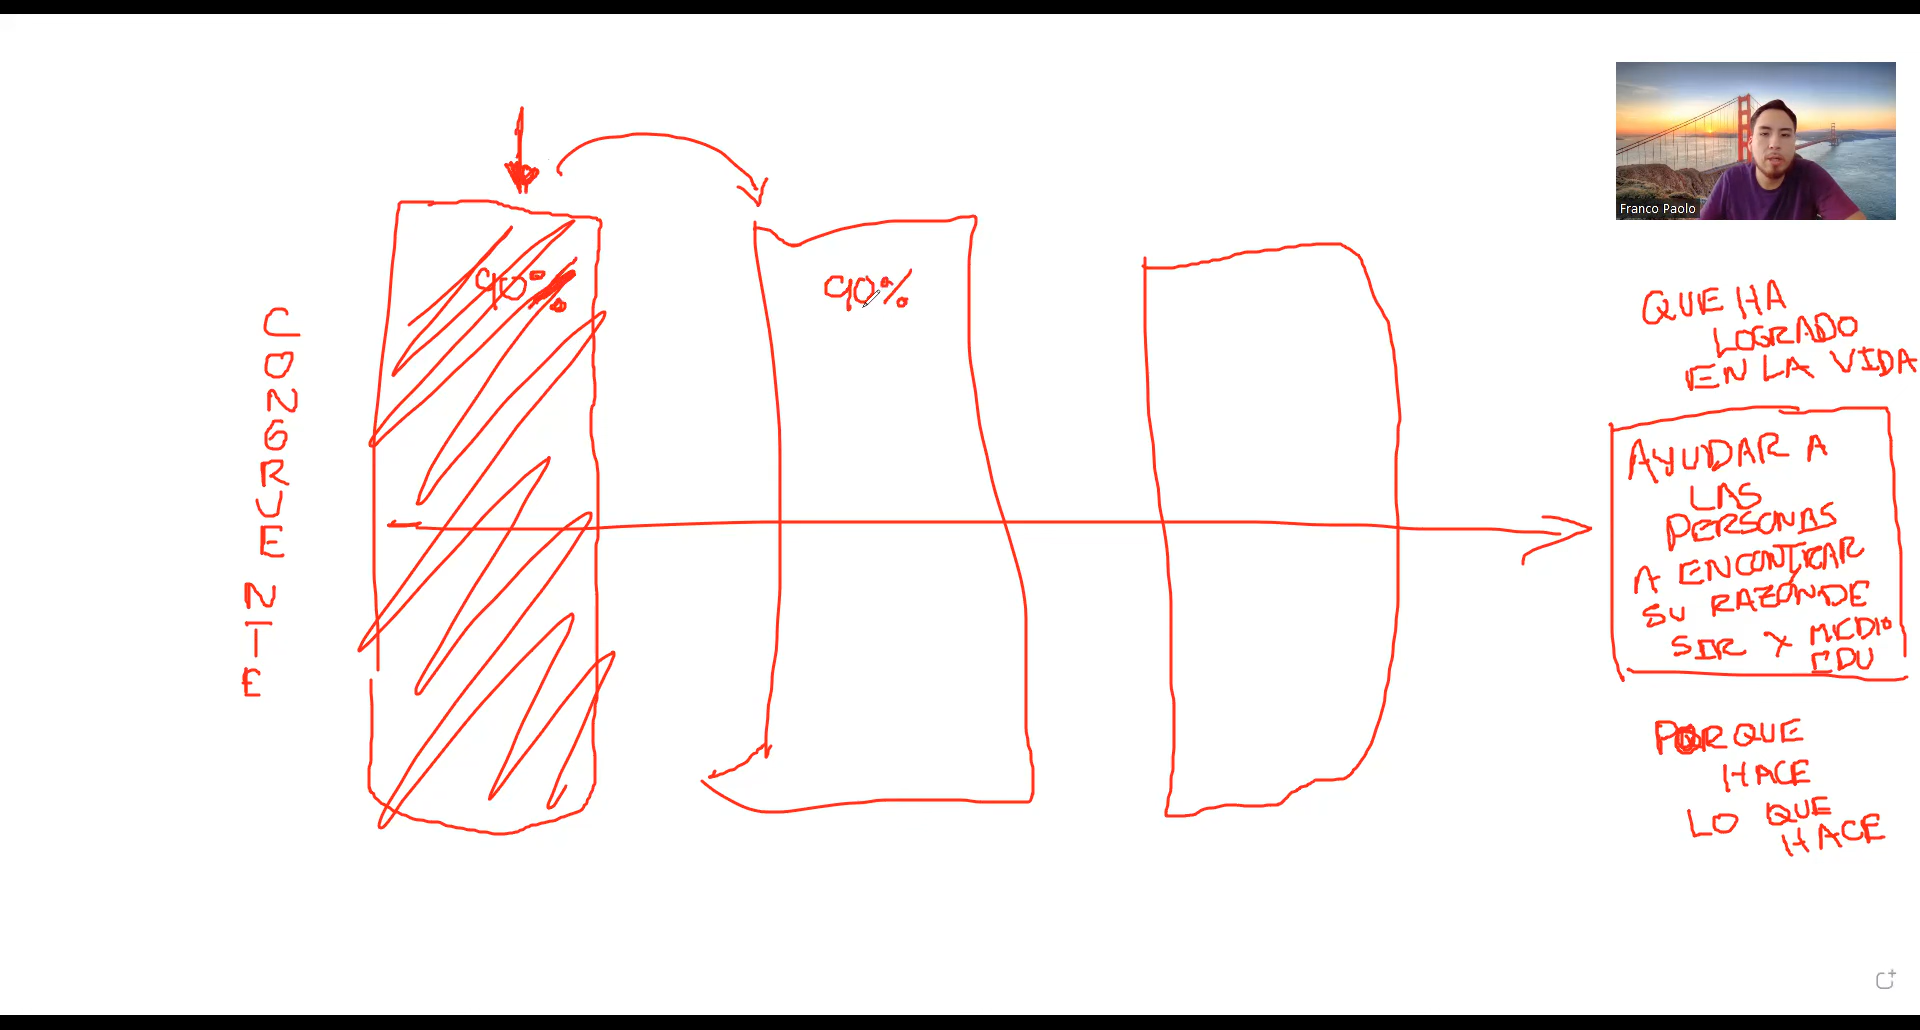 Franco Paolo
CONGRUENTE
90%
90%
QUE HA
LOGRADO
EN LA VIDA
AYUDAR A
LAS
PERSONAS
A ENCONTRAR
SU RAZÓN DE
SER Y MEDIO
EDU
PORQUE
HACE
LO QUE
HACE